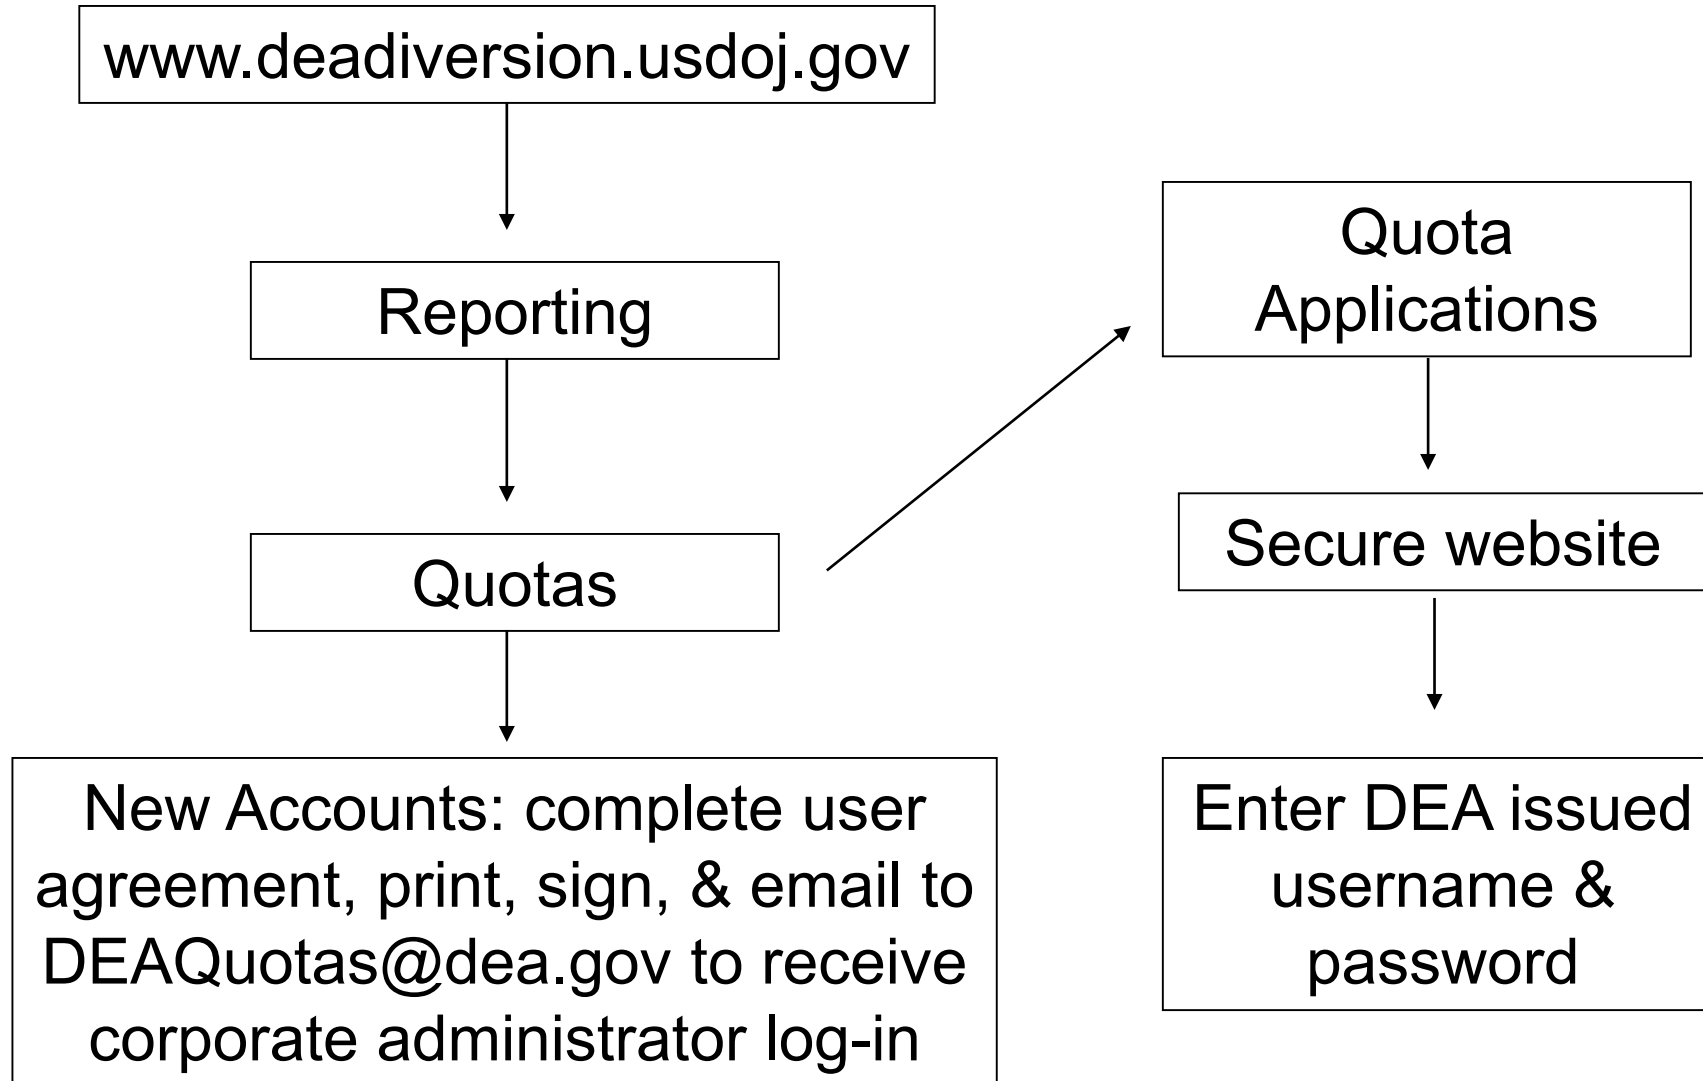 www.deadiversion.usdoj.gov
Reporting
Quotas
New Accounts: complete user
agreement, print, sign, & email to
DEAQuotas@dea.gov to receive
corporate administrator log-in
Quota
Applications
Secure website
Enter DEA issued
username &
password